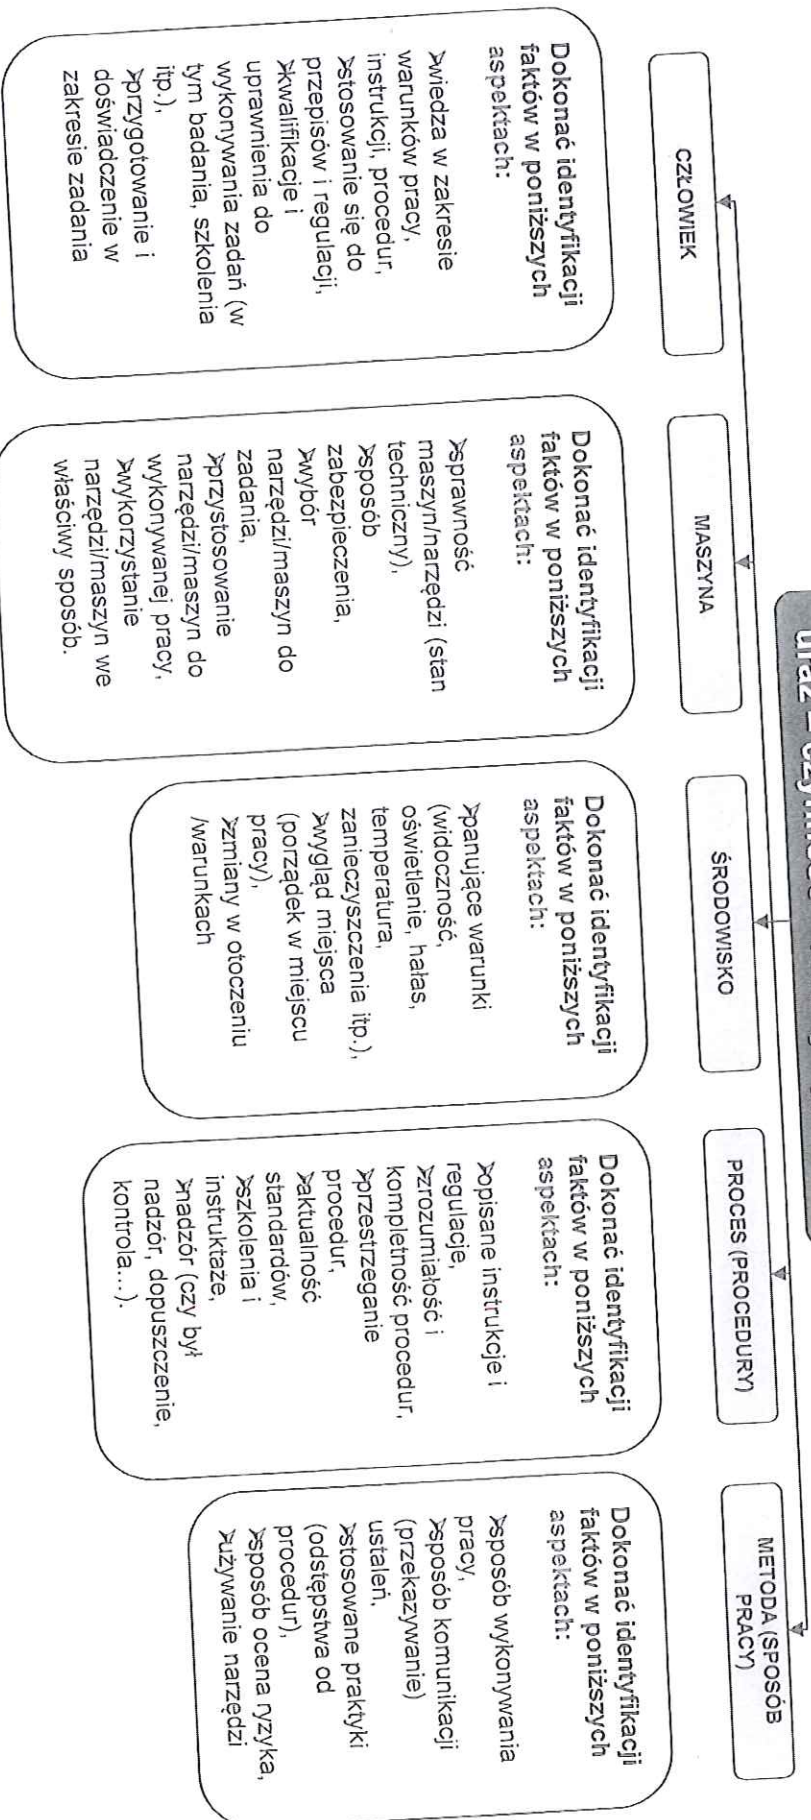 uraz –
CZŁOWIEK
Dokonać identyfikacji
faktów w poniższych
aspektach:
➢wiedza w zakresie
warunków pracy,
instrukcji, procedur,
➢stosowanie się do
przepisów i regulacji,
➢kwalifikacje i
uprawnienia do
wykonywania zadań (w
tym badania, szkolenia
itp.),
➢przygotowanie i
doświadczenie w
zakresie zadania
MASZYNA
Dokonać identyfikacji
faktów w poniższych
aspektach:
➢sprawność
maszyn/narzędzi (stan
techniczny),
➢sposób
zabezpieczenia,
➢wybór
narzędzi/maszyn do
zadania,
➢przystosowanie
narzędzi/maszyn do
wykonywanej pracy,
➢wykorzystanie
narzędzi/maszyn we
właściwy sposób.
ŚRODOWISKO
Dokonać identyfikacji
faktów w poniższych
aspektach:
➢panujące warunki
(widoczność,
oświetlenie, hałas,
temperatura,
zanieczyszczenia itp.),
➢wygląd miejsca
(porządek w miejscu
pracy),
➢zmiany w otoczeniu
/warunkach
PROCES (PROCEDURY)
Dokonać identyfikacji
faktów w poniższych
aspektach:
➢opisane instrukcje i
regulacje,
➢zrozumiałość i
kompletność procedur,
➢przestrzeganie
procedur,
➢aktualność
standardów,
➢szkolenia i
instruktaże,
➢nadzór (czy był
nadzór, dopuszczenie,
kontrola...).
METODA (SPOSÓB
PRACY)
Dokonać identyfikacji
faktów w poniższych
aspektach:
➢sposób wykonywania
pracy,
➢sposób komunikacji
(przekazywanie)
ustaleń,
➢stosowane praktyki
(odstępstwa od
procedur),
➢sposób ocena ryzyka,
➢używanie narzędzi